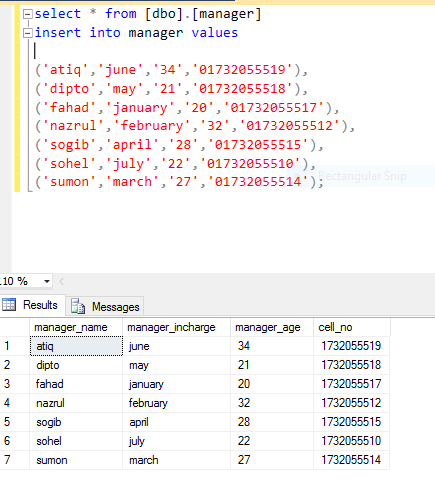 select * from [dbo].[manager]
insert into manager values
('atiq','june','34','01732055519'),
('dipto','may','21','01732055518'),
('fahad','january','20','01732055517'),
('nazrul','february','32','01732055512'),
('sogib','april','28','01732055515'),
('sohel','july','22','01732055510'),
('sumon','march','27','01732055514');
Rectangular Snip
110 %
Results Messages
manager_name manager_incharge manager_age cell_no
1 atiq june 34 1732055519
2 dipto may 21 1732055518
3 fahad january 20 1732055517
4 nazrul february 32 1732055512
5 sogib april 28 1732055515
6 sohel july 22 1732055510
7 sumon march 27 1732055514